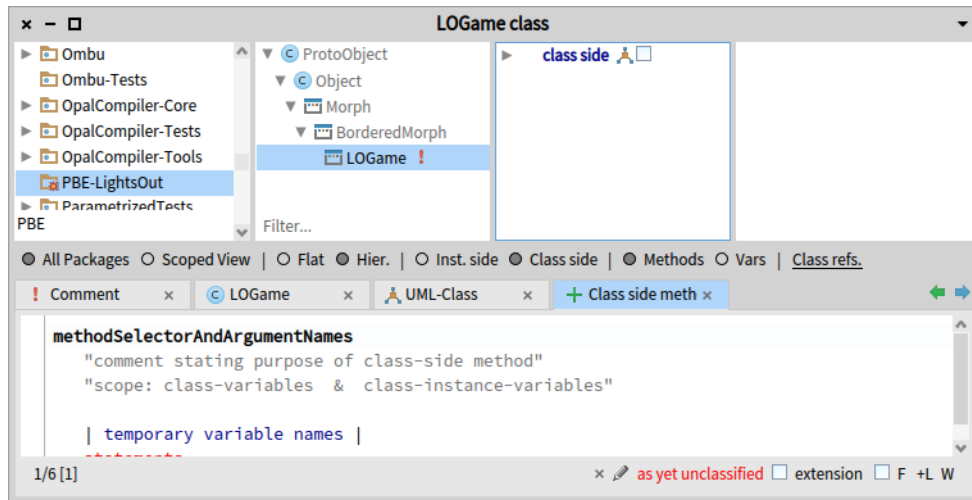 LOGame class
Ombu
Ombu-Tests
OpalCompiler-Core
OpalCompiler-Tests
OpalCompiler-Tools
PBE-LightsOut
ParametrizedTests
PBE
ProtoObject
Object
Morph
BorderedMorph
LOGame !
Filter...
class side
All Packages Scoped View | Flat Hier. | Inst. side Class side | Methods Vars | Class refs.
! Comment × C LOGame × UML-Class × + Class side meth ×
methodSelectorAndArgumentNames
"comment stating purpose of class-side method"
"scope: class-variables & class-instance-variables"
| temporary variable names |
statements
1/6 [1] × as yet unclassified extension F +L W